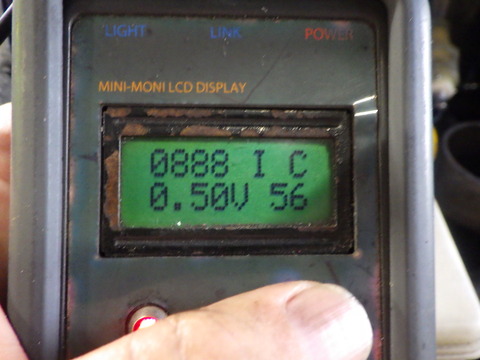 LIGHT LINK POWER
MINI-MONI LCD DISPLAY
0888 I C
0.50V 56